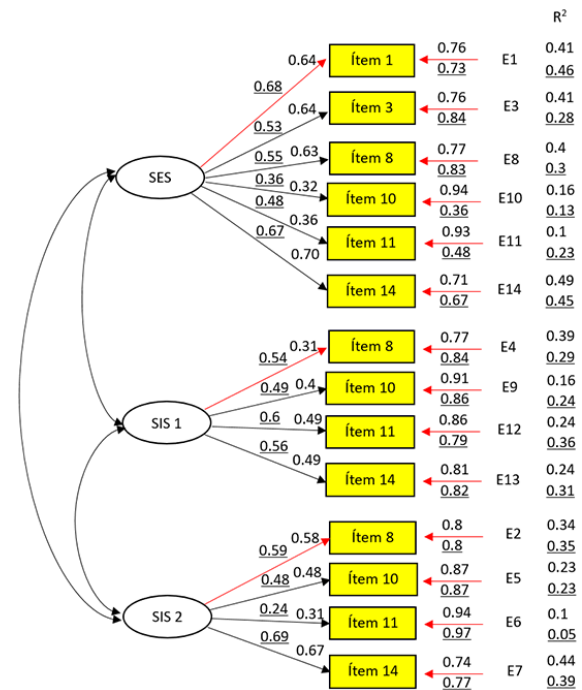 R²
0.64 Ítem 1 0.76 E1 0.41
0.68 0.73 0.46
0.64 Ítem 3 0.76 E3 0.41
0.53 0.84 0.28
0.63 Ítem 8 0.77 E8 0.4
0.55 0.83 0.3
SES
0.36 0.32 Ítem 10 0.94 E10 0.16
0.36 0.13
0.48 0.36 Ítem 11 0.93 E11 0.1
0.48 0.23
0.67 0.70 Ítem 14 0.71 E14 0.49
0.67 0.45
0.31 Ítem 8 0.77 E4 0.39
0.54 0.84 0.29
0.49 0.4 Ítem 10 0.91 E9 0.16
0.86 0.24
SIS 1
0.6 0.49 Ítem 11 0.86 E12 0.24
0.79 0.36
0.56 0.49 Ítem 14 0.81 E13 0.24
0.82 0.31
0.58 Ítem 8 0.8 E2 0.34
0.59 0.8 0.35
0.48 0.48 Ítem 10 0.87 E5 0.23
0.87 0.23
SIS 2
0.24 0.31 Ítem 11 0.94 E6 0.1
0.97 0.05
0.69 0.67 Ítem 14 0.74 E7 0.44
0.77 0.39